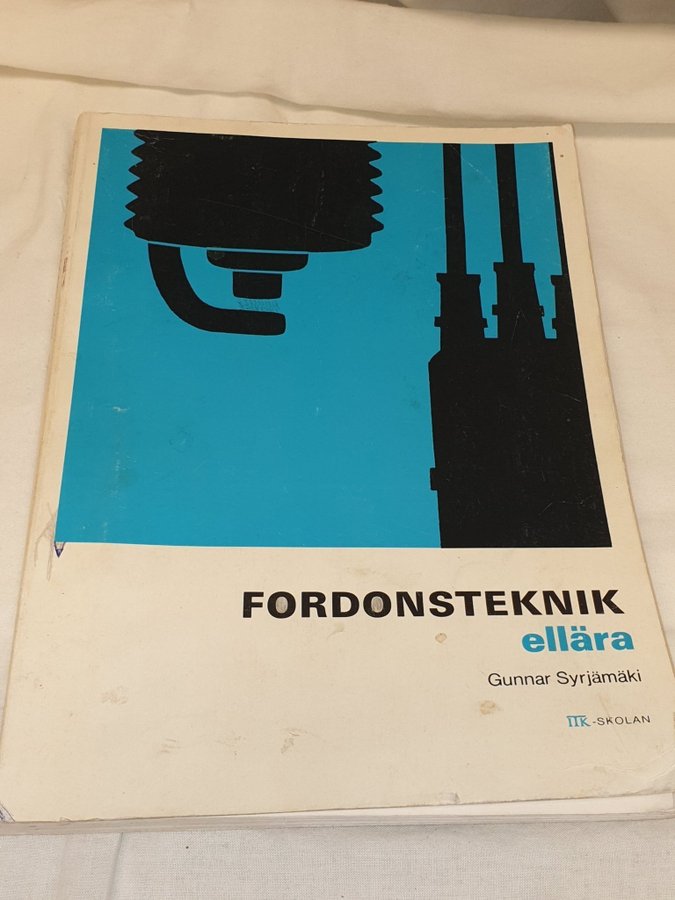 FORDONSTEKNIK
ellära
Gunnar Syrjämäki
ITK-SKOLAN